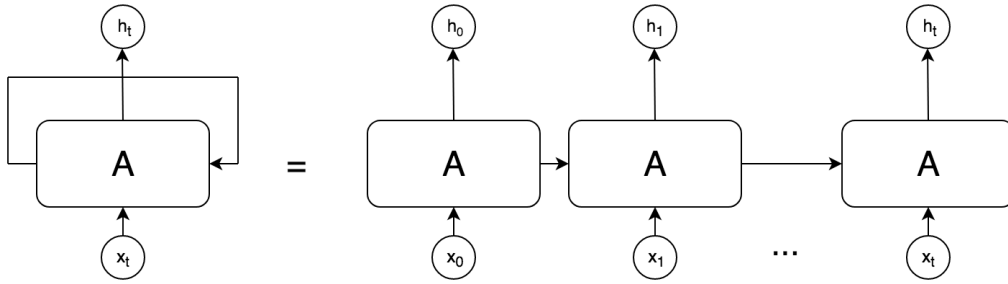 h_t h_0 h_1 h_t
A = A A A
x_t x_0 x_1 ... x_t